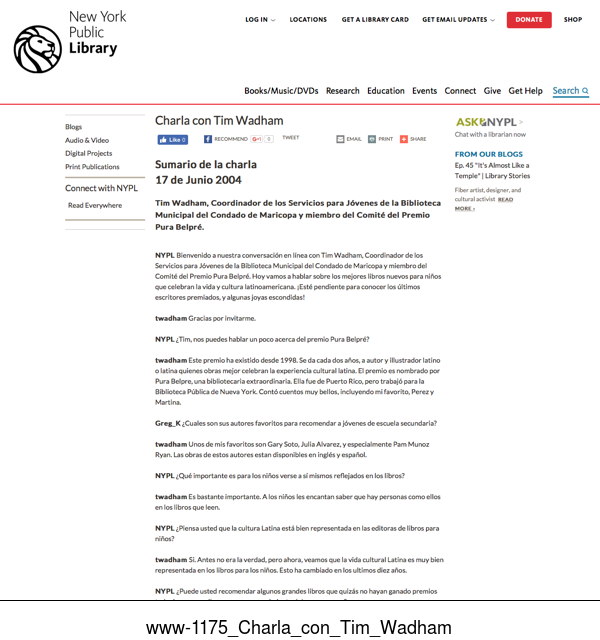 New York
Public
Library
LOG IN
LOCATIONS
GET A LIBRARY CARD
GET EMAIL UPDATES
DONATE
SHOP
Books/Music/DVDs Research Education Events Connect Give Get Help Search
Blogs
Audio & Video
Digital Projects
Print Publications
Connect with NYPL
Read Everywhere
Charla con Tim Wadham
Like 0
RECOMMEND
G+1 0
TWEET
EMAIL
PRINT
SHARE
Sumario de la charla
17 de Junio 2004
Tim Wadham, Coordinador de los Servicios para Jóvenes de la Biblioteca
Municipal del Condado de Maricopa y miembro del Comité del Premio
Pura Belpré.
NYPL Bienvenido a nuestra conversación en línea con Tim Wadham, Coordinador de los
Servicios para Jóvenes de la Biblioteca Municipal del Condado de Maricopa y miembro del
Comité del Premio Pura Belpré. Hoy vamos a hablar sobre los mejores libros nuevos para niños
que celebran la vida y cultura latinoamericana. ¡Esté pendiente para conocer los últimos
escritores premiados, y algunas joyas escondidas!
twadham Gracias por invitarme.
NYPL ¿Tim, nos puedes hablar un poco acerca del premio Pura Belpré?
twadham Este premio ha existido desde 1998. Se da cada dos años, a autor y illustrador latino
o latina quienes obras mejor celebran la experiencia cultural latina. El premio es nombrado por
Pura Belpre, una bibliotecaria extraordinaria. Ella fue de Puerto Rico, pero trabajó para la
Biblioteca Pública de Nueva York. Contó cuentos muy bellos, incluyendo mi favorito, Perez y
Martina.
Greg_K ¿Cuales son sus autores favoritos para recomendar a jóvenes de escuela secundaria?
twadham Unos de mis favoritos son Gary Soto, Julia Alvarez, y especialmente Pam Munoz
Ryan. Las obras de estos autores estan disponibles en inglés y español.
NYPL ¿Qué importante es para los niños verse a sí mismos reflejados en los libros?
twadham Es bastante importante. A los niños les encantan saber que hay personas como ellos
en los libros que leen.
NYPL ¿Piensa usted que la cultura Latina está bien representada en las editoras de libros para
niños?
twadham Si. Antes no era la verdad, pero ahora, veamos que la vida cultural Latina es muy bien
representada en los libros para los niños. Esto ha cambiado en los ultimos diez años.
NYPL ¿Puede usted recomendar algunos grandes libros que quizás no hayan ganado premios
ASK NYPL >
Chat with a librarian now
FROM OUR BLOGS
Ep. 45 "It's Almost Like a
Temple" | Library Stories
Fiber artist, designer, and
cultural activist READ
MORE ›
www-1175_Charla_con_Tim_Wadham